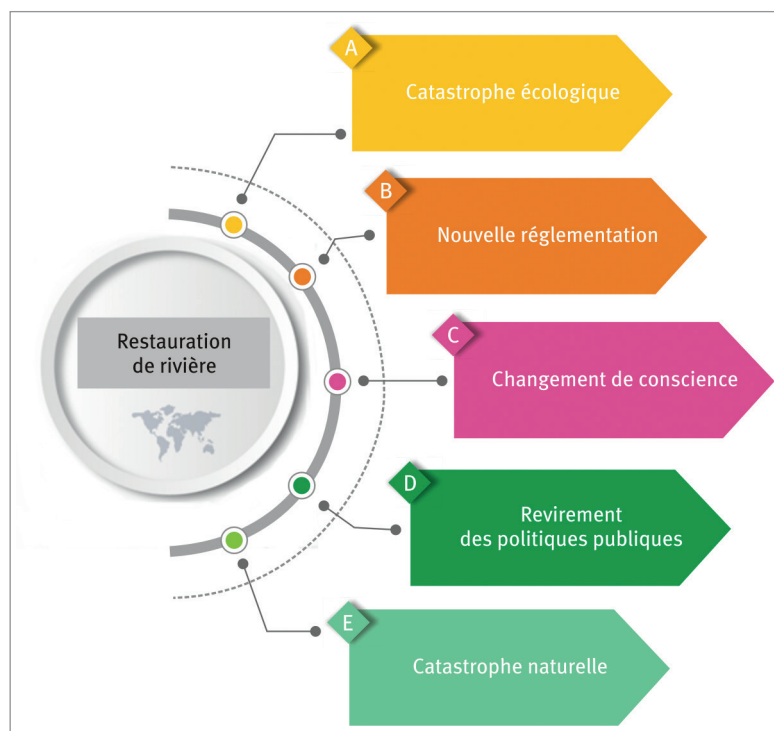 A
Catastrophe écologique
B
Nouvelle réglementation
Restauration
de rivière
C
Changement de conscience
D
Revirement
des politiques publiques
E
Catastrophe naturelle